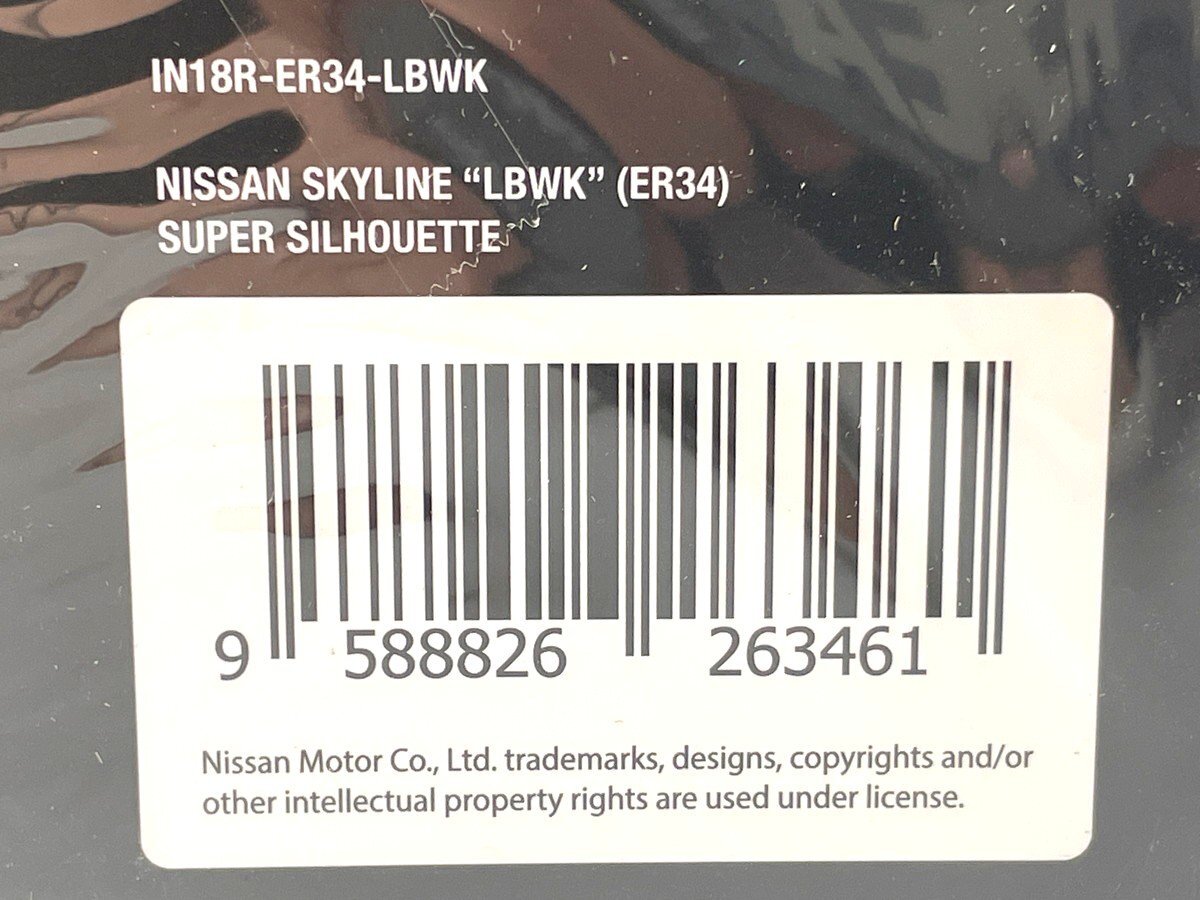 IN18R-ER34-LBWK
NISSAN SKYLINE “LBWK” (ER34)
SUPER SILHOUETTE
9 588826 263461
Nissan Motor Co., Ltd. trademarks, designs, copyrights and/or
other intellectual property rights are used under license.